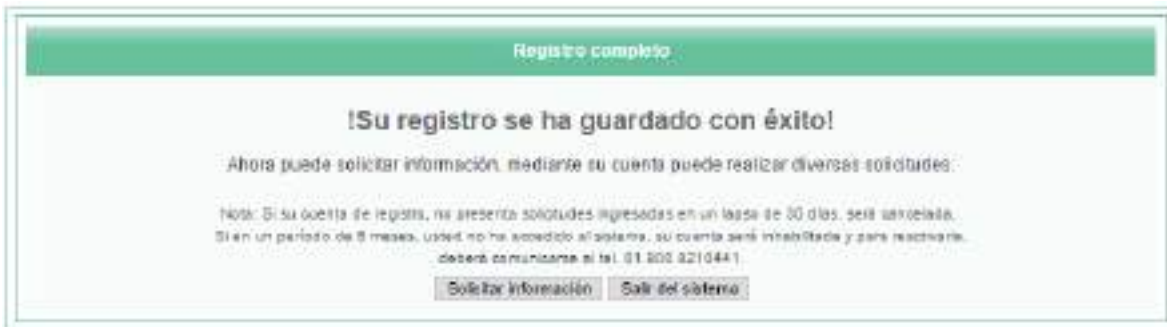 Registro completo
!Su registro se ha guardado con éxito!
Ahora puede solicitar información, mediante su cuenta puede realizar diversas solicitudes.
Nota: Si su cuenta de registro, no presenta solicitudes ingresadas en un lapso de 30 días, será cancelada.
Si en un período de 6 meses, usted no ha accedido al sistema, su cuenta será inhabilitada y para reactivarla,
deberá comunicarse al tel. 01 800 8210441
Solicitar información Salir del sistema